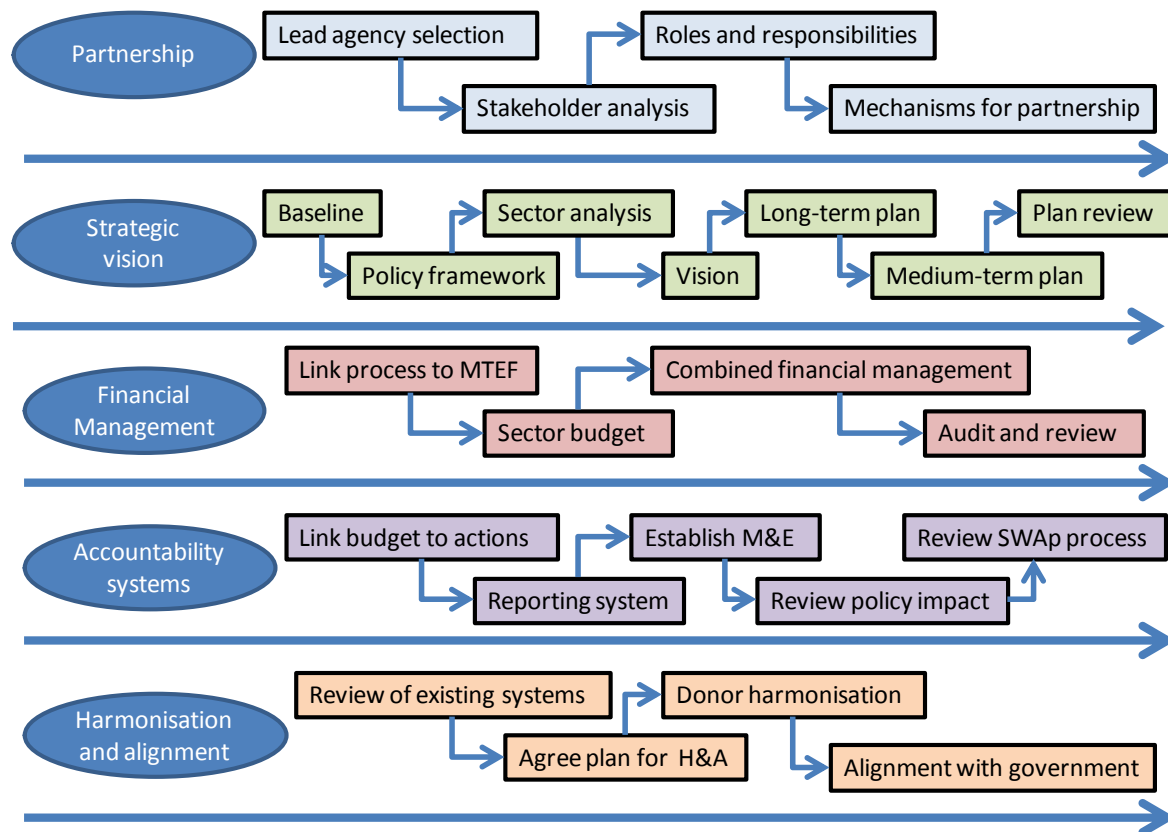 Partnership
Lead agency selection
Stakeholder analysis
Roles and responsibilities
Mechanisms for partnership
Strategic
vision
Baseline
Policy framework
Sector analysis
Vision
Long-term plan
Medium-term plan
Plan review
Financial
Management
Link process to MTEF
Sector budget
Combined financial management
Audit and review
Accountability
systems
Link budget to actions
Reporting system
Establish M&E
Review policy impact
Review SWAp process
Harmonisation
and alignment
Review of existing systems
Agree plan for H&A
Donor harmonisation
Alignment with government